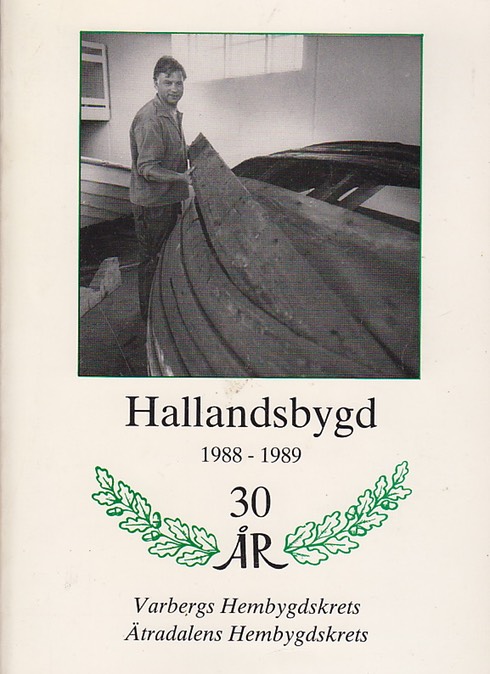 Hallandsbygd
1988 - 1989
30
ÅR
Varbergs Hembygdskrets
Ätradalens Hembygdskrets